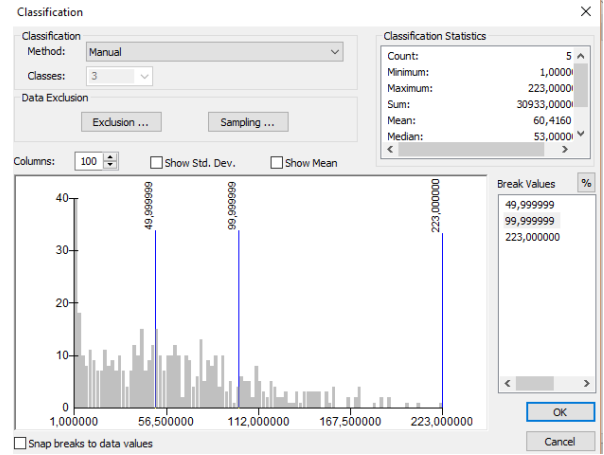 Classification
Classification
Method: Manual
Classes: 3
Data Exclusion
Exclusion ...
Sampling ...
Classification Statistics
Count: 5
Minimum: 1,0000
Maximum: 223,0000
Sum: 30933,0000
Mean: 60,4160
Median: 53,0000
Columns: 100
Show Std. Dev.
Show Mean
Break Values
%
49,999999
99,999999
223,000000
49,999999
99,999999
223,000000
40
30
20
10
0
1,000000 56,500000 112,000000 167,500000 223,000000
Snap breaks to data values
OK
Cancel